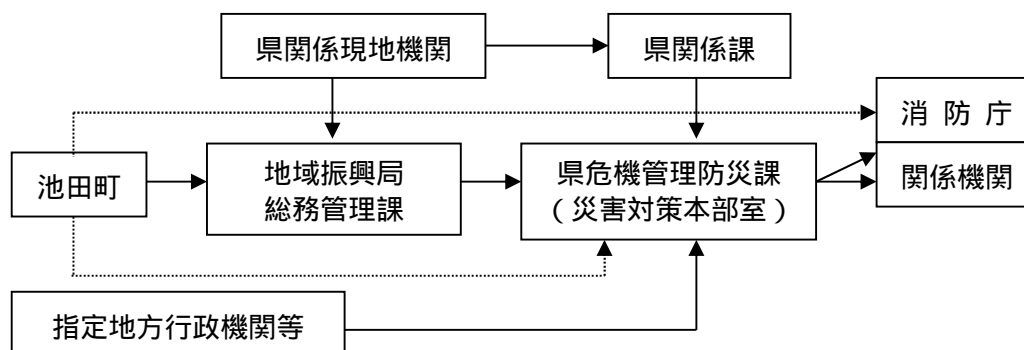 県関係現地機関
県関係課
消 防 庁
池田町
地域振興局
総務管理課
県危機管理防災課
（災害対策本部室）
関係機関
指定地方行政機関等